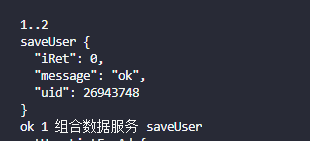 1..2
saveUser {
  "iRet": 0,
  "message": "ok",
  "uid": 26943748
}
ok 1 组合数据服务 saveUser